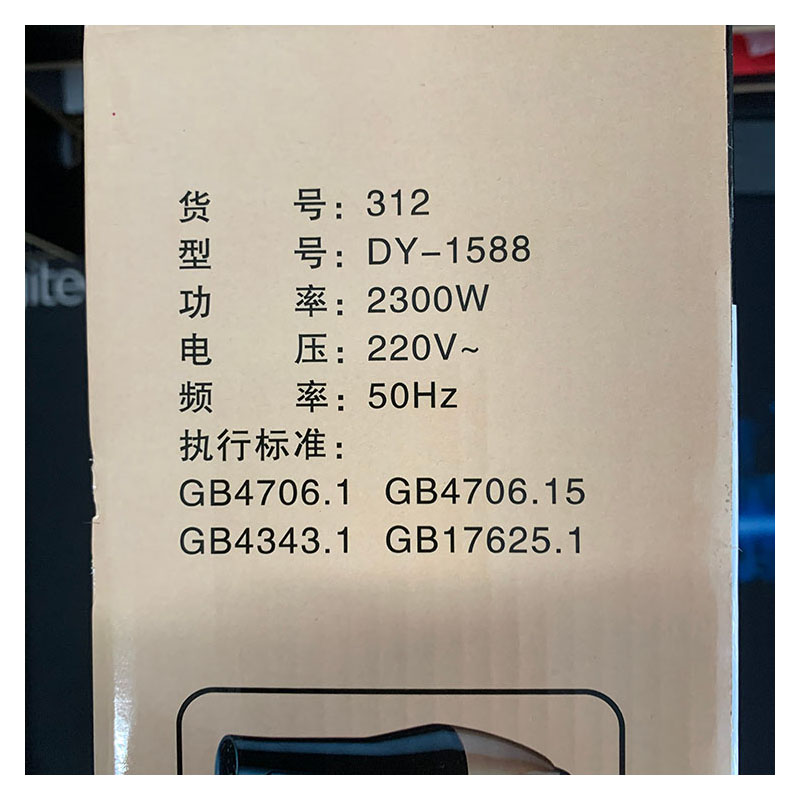 货 号: 312
型 号: DY-1588
功 率: 2300W
电 压: 220V~
频 率: 50Hz
执行标准:
GB4706.1 GB4706.15
GB4343.1 GB17625.1
ite